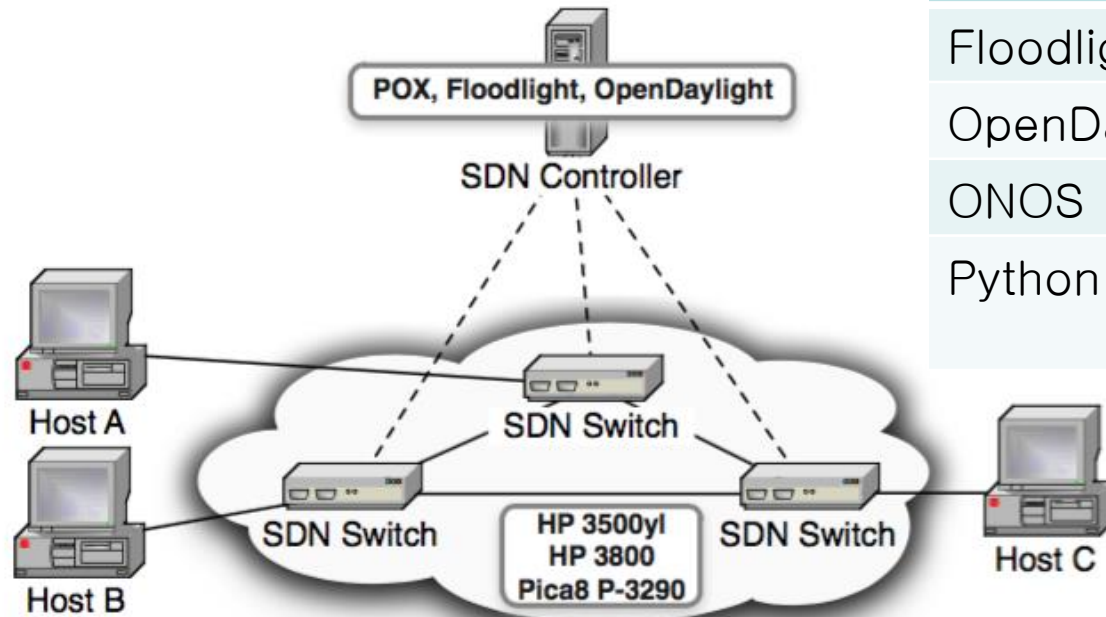 POX, Floodlight, OpenDaylight
SDN Controller
Host A
SDN Switch
Host B
SDN Switch
HP 3500yl
HP 3800
Pica8 P-3290
SDN Switch
Host C
ONOS
Python